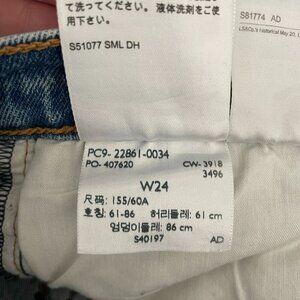 て洗ってください。液体洗剤をご使
用下さい。
S51077 SML DH
S81774 AD
PC9-22861-0034
PO- 407620 CW-3918
3496
W24
尺码: 155/60A
호칭: 61-86 허리둘레: 61 cm
엉덩이둘레: 86 cm
S40197 AD